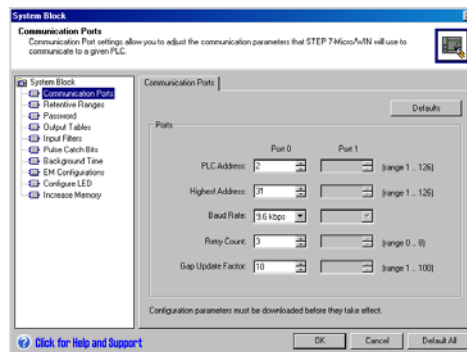 System Block
Communication Ports
Communication Port settings allow you to adjust the communication parameters that STEP 7-Micro/WIN will use to
communicate to a given PLC.
System Block
Communication Ports
Retentive Ranges
Password
Output Tables
Input Filters
Pulse Catch Bits
Background Time
EM Configurations
Configure LED
Increase Memory
Communication Ports
Defaults
Ports
Port 0 Port 1
PLC Address: 2 (range 1 .. 126)
Highest Address: 31 (range 1 .. 126)
Baud Rate: 9.6 kbps
Retry Count: 3 (range 0 .. 8)
Gap Update Factor: 10 (range 1 .. 100)
Configuration parameters must be downloaded before they take effect.
Click for Help and Support
OK Cancel Default All